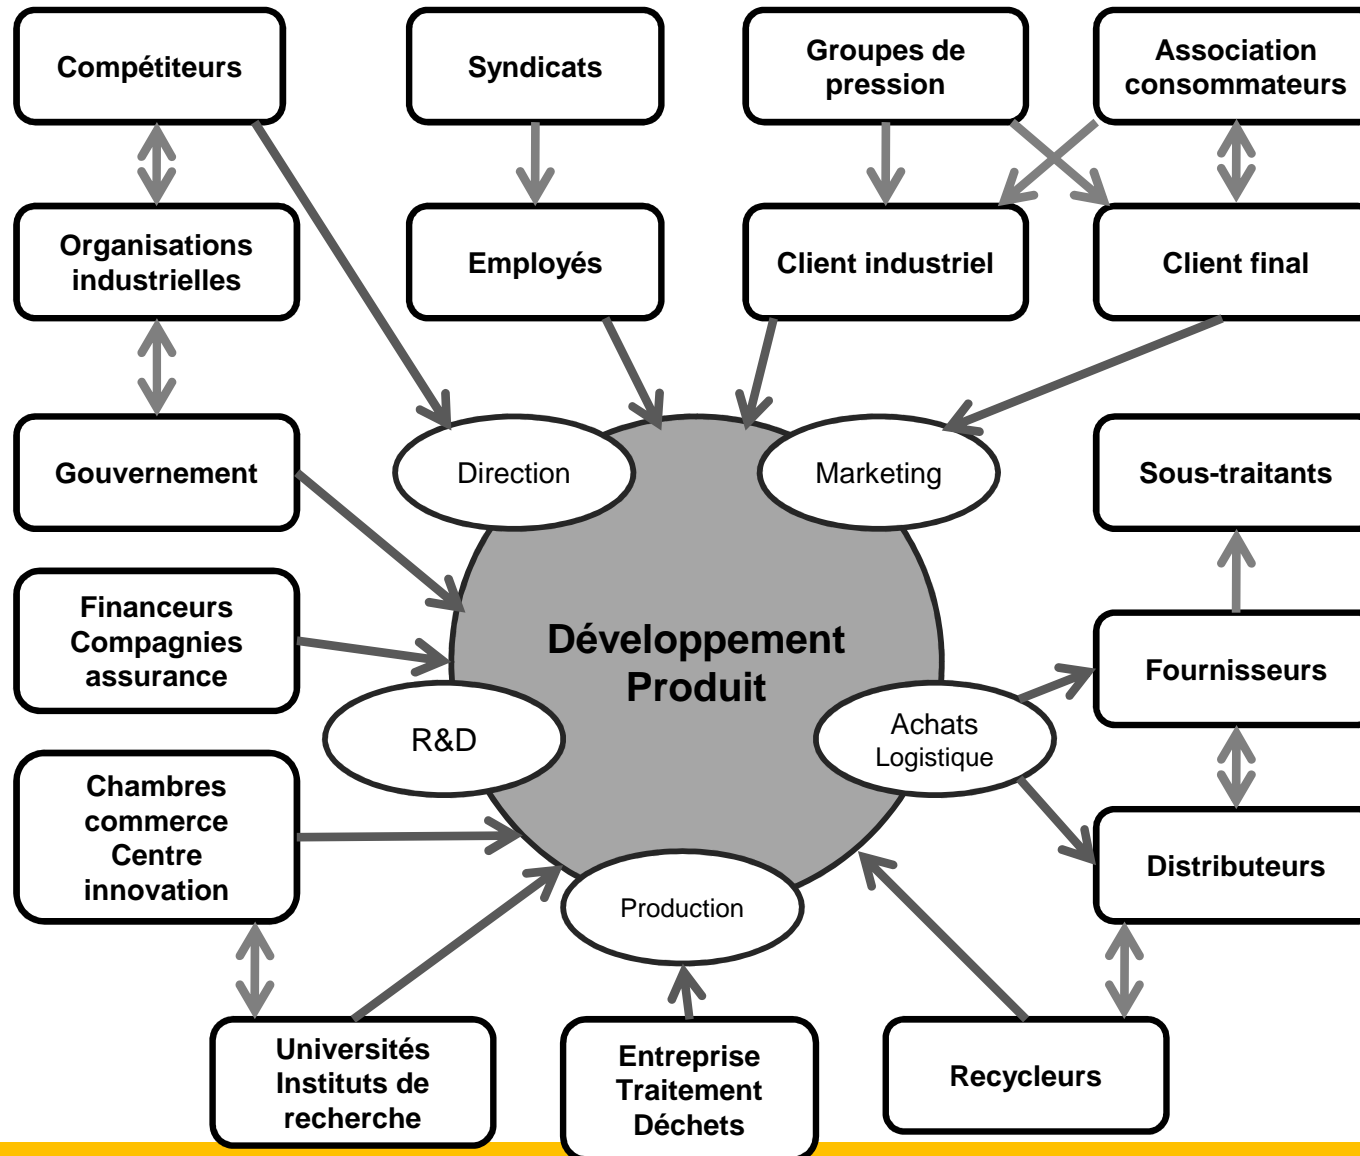 Compétiteurs
Syndicats
Groupes de
pression
Association
consommateurs
Organisations
industrielles
Employés
Client industriel
Client final
Gouvernement
Direction
Marketing
Sous-traitants
Financeurs
Compagnies
assurance
Développement
Produit
Fournisseurs
R&D
Achats
Logistique
Chambres
commerce
Centre
innovation
Distributeurs
Production
Universités
Instituts de
recherche
Entreprise
Traitement
Déchets
Recycleurs